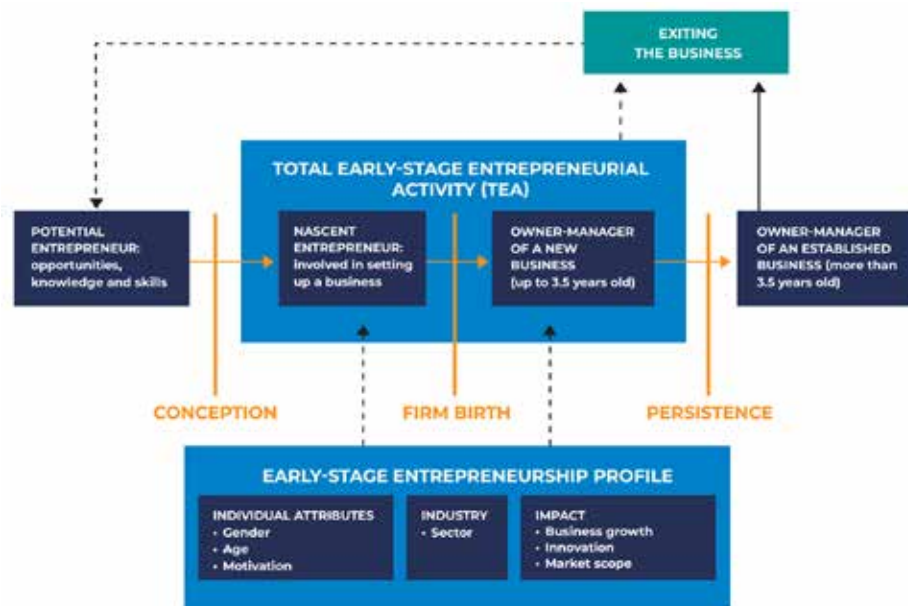 EXITING
THE BUSINESS
TOTAL EARLY-STAGE ENTREPRENEURIAL
ACTIVITY (TEA)
POTENTIAL
ENTREPRENEUR:
opportunities,
knowledge and skills
NASCENT
ENTREPRENEUR:
involved in setting
up a business
OWNER-MANAGER
OF A NEW
BUSINESS
(up to 3.5 years old)
OWNER-MANAGER
OF AN ESTABLISHED
BUSINESS (more than
3.5 years old)
CONCEPTION
FIRM BIRTH
PERSISTENCE
EARLY-STAGE ENTREPRENEURSHIP PROFILE
INDIVIDUAL ATTRIBUTES
• Gender
• Age
• Motivation
INDUSTRY
• Sector
IMPACT
• Business growth
• Innovation
• Market scope